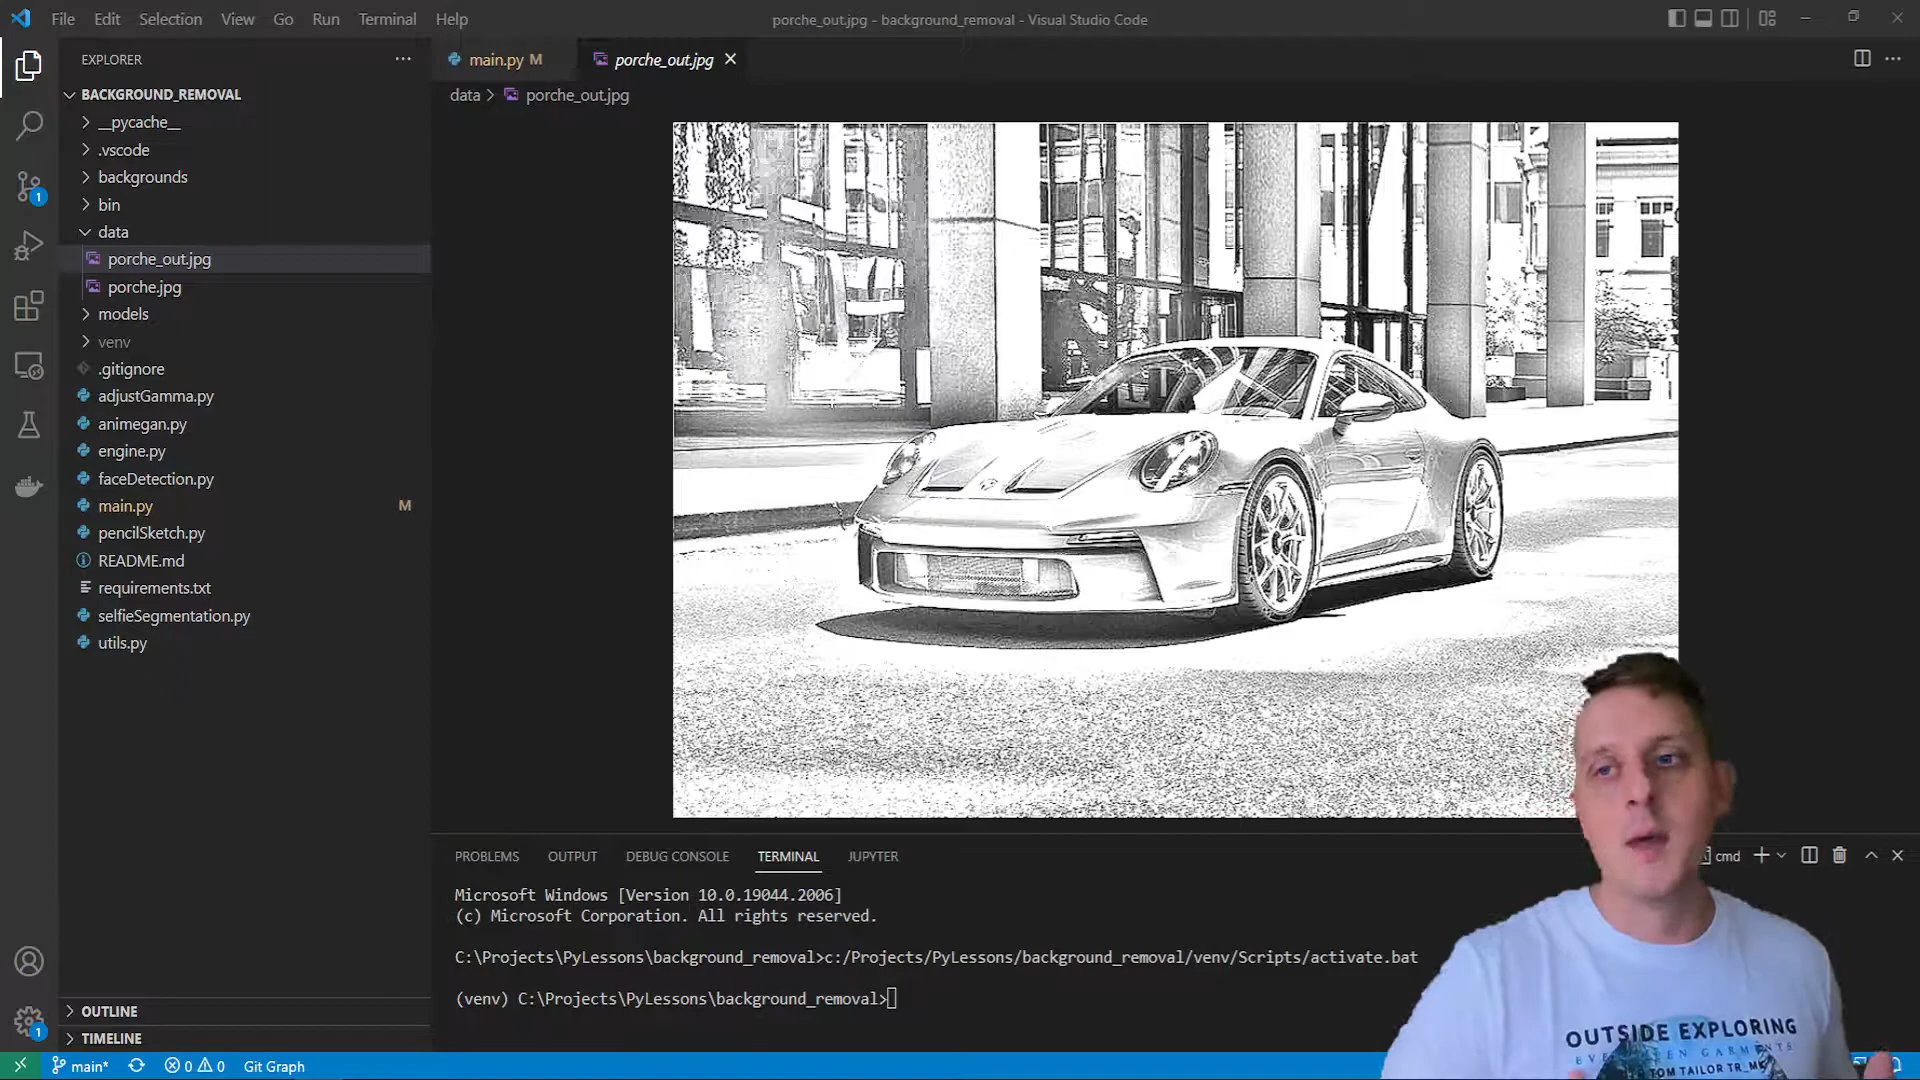 File Edit Selection View Go Run Terminal Help
porche_out.jpg - background_removal - Visual Studio Code
EXPLORER
BACKGROUND_REMOVAL
__pycache__
.vscode
backgrounds
bin
data
porche_out.jpg
porche.jpg
models
venv
.gitignore
adjustGamma.py
animegan.py
engine.py
faceDetection.py
main.py M
pencilSketch.py
README.md
requirements.txt
selfieSegmentation.py
utils.py
OUTLINE
TIMELINE
1
1
main.py M
porche_out.jpg
data > porche_out.jpg
PROBLEMS OUTPUT DEBUG CONSOLE TERMINAL JUPYTER
cmd
Microsoft Windows [Version 10.0.19044.2006]
(c) Microsoft Corporation. All rights reserved.
C:\Projects\PyLessons\background_removal>c:/Projects/PyLessons/background_removal/venv/Scripts/activate.bat
(venv) C:\Projects\PyLessons\background_removal>
main* 0 0 Git Graph
OUTSIDE EXPLORING
GARMENTS
TOM TAILOR